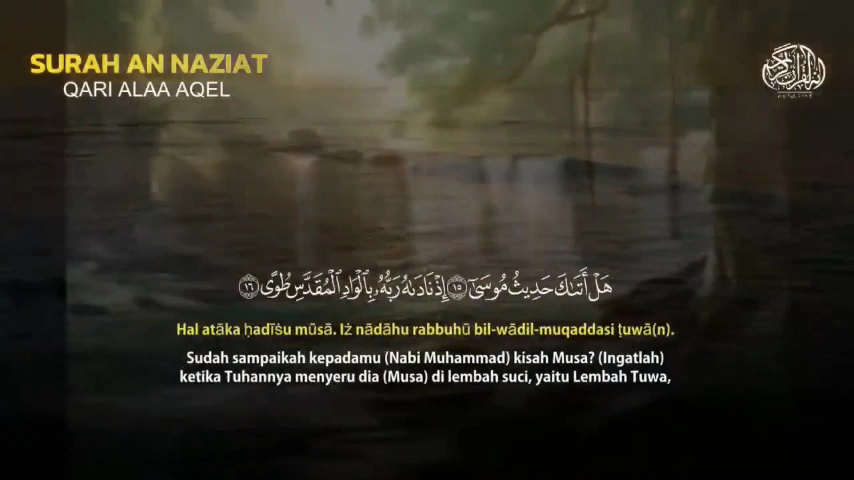 SURAH AN NAZIAT
QARI ALAA AQEL
القرآن الكريم
هَلْ أَتَىٰكَ حَدِيثُ مُوسَىٰٓ ١٥ إِذْ نَادَىٰهُ رَبُّهُۥ بِٱلْوَادِ ٱلْمُقَدَّسِ طُوًى ١٦
Hal atāka ḥadīṡu mūsā. Iż nādāhu rabbuhū bil-wādil-muqaddasi ṭuwā(n).
Sudah sampaikah kepadamu (Nabi Muhammad) kisah Musa? (Ingatlah)
ketika Tuhannya menyeru dia (Musa) di lembah suci, yaitu Lembah Tuwa,